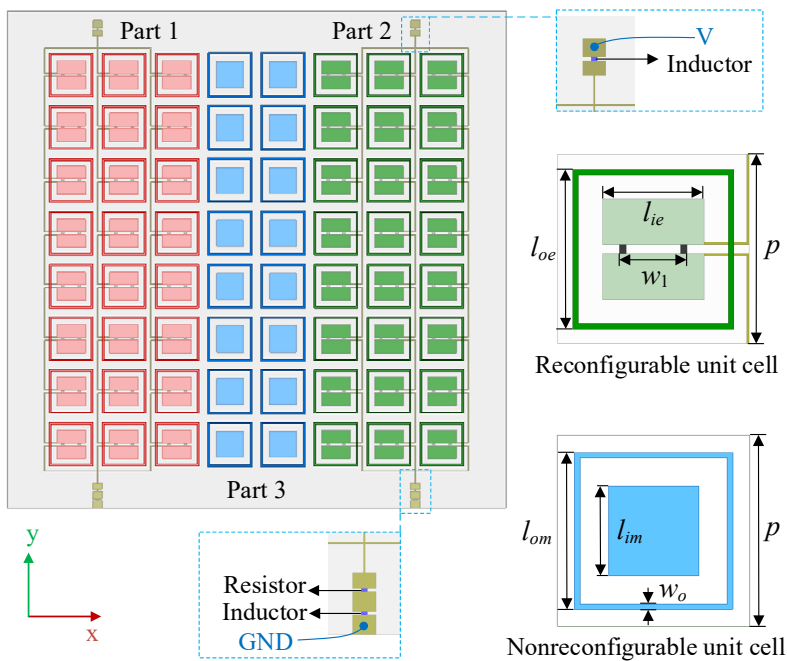 Part 1
Part 2
V
Inductor
l_ie
l_oe
w_1
p
Reconfigurable unit cell
Part 3
l_om
l_im
p
w_o
Nonreconfigurable unit cell
y
x
Resistor
Inductor
GND